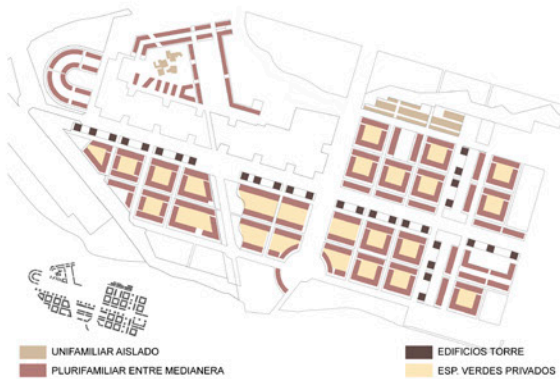 UNIFAMILIAR AISLADO
PLURIFAMILIAR ENTRE MEDIANERA
EDIFICIOS TORRE
ESP. VERDES PRIVADOS